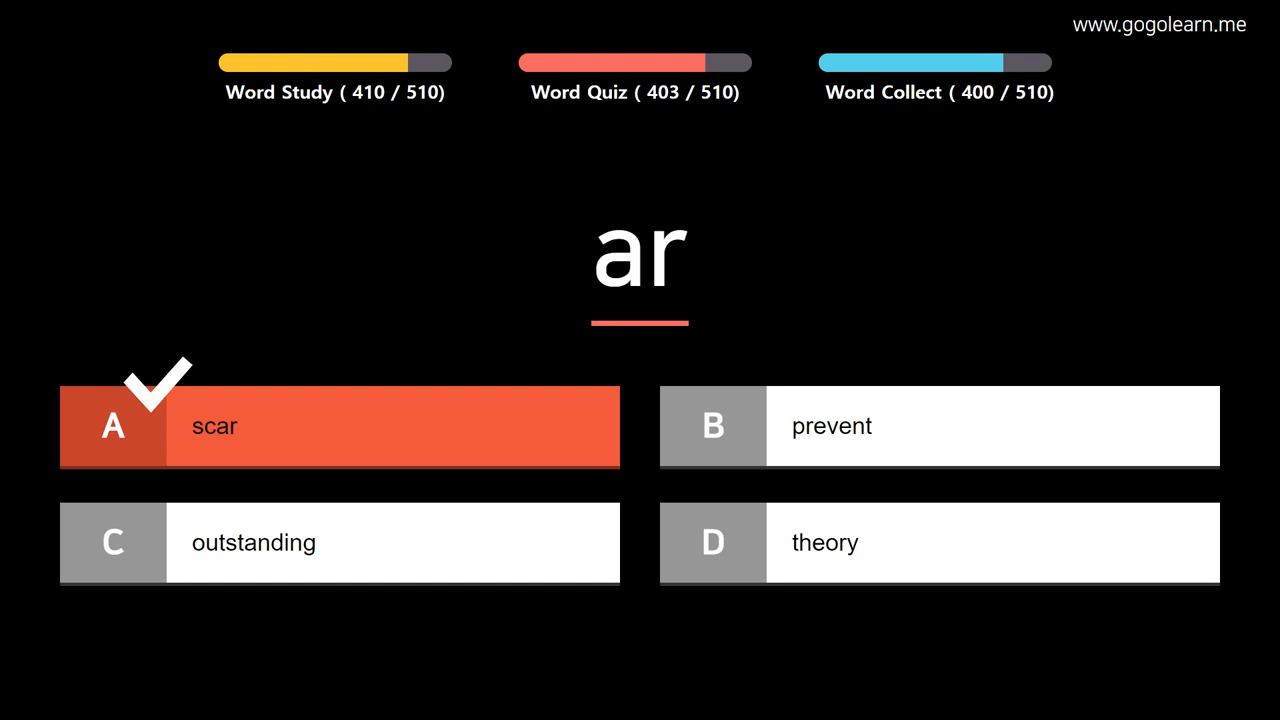 www.gogolearn.me
Word Study ( 410 / 510)
Word Quiz ( 403 / 510)
Word Collect ( 400 / 510)
ar
A scar
B prevent
C outstanding
D theory